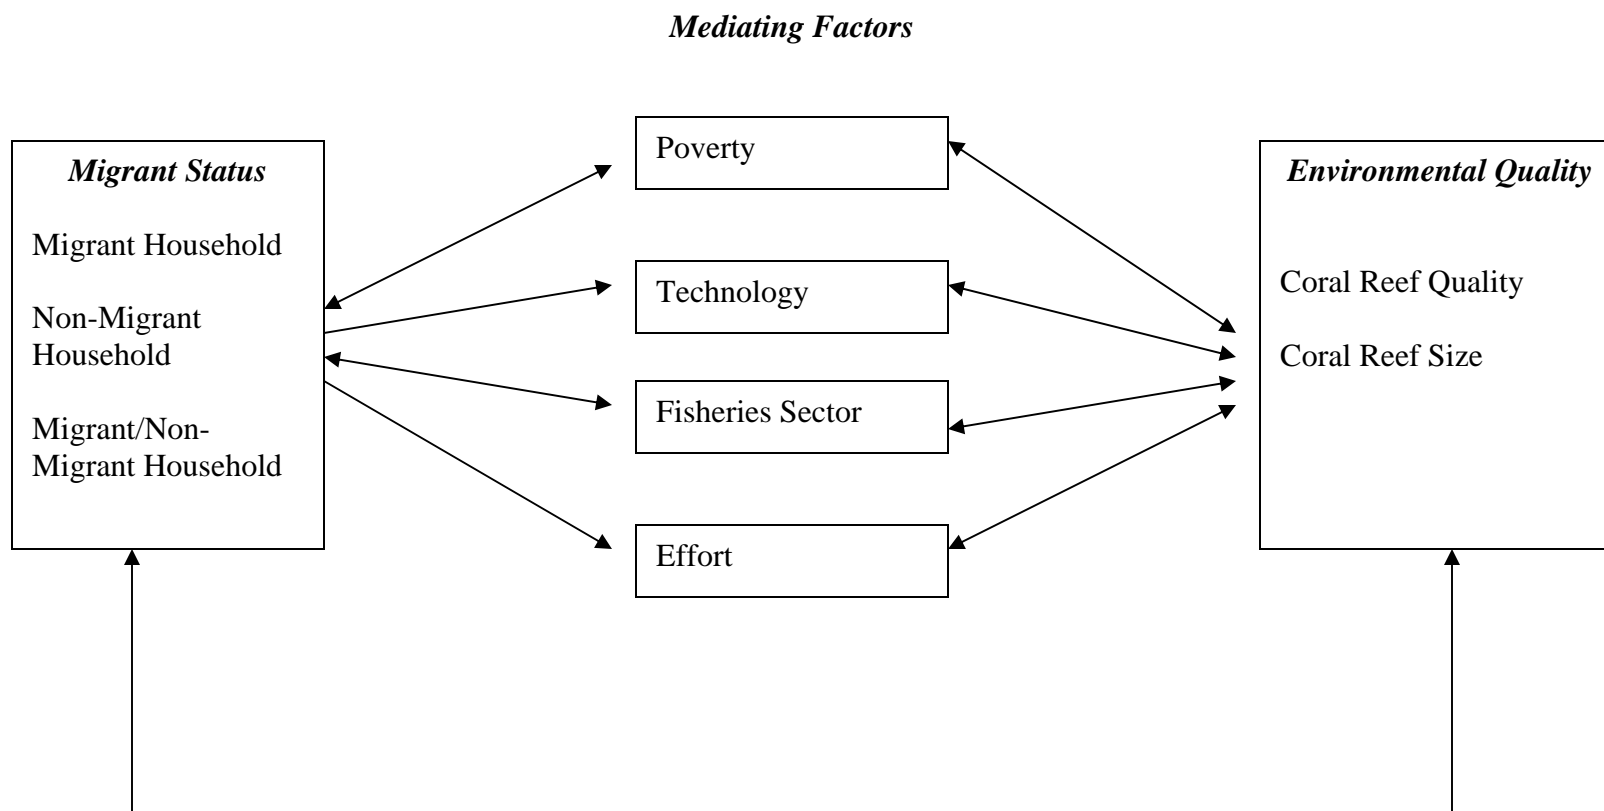 Mediating Factors
Migrant Status
Migrant Household
Non-Migrant
Household
Migrant/Non-
Migrant Household
Poverty
Technology
Fisheries Sector
Effort
Environmental Quality
Coral Reef Quality
Coral Reef Size